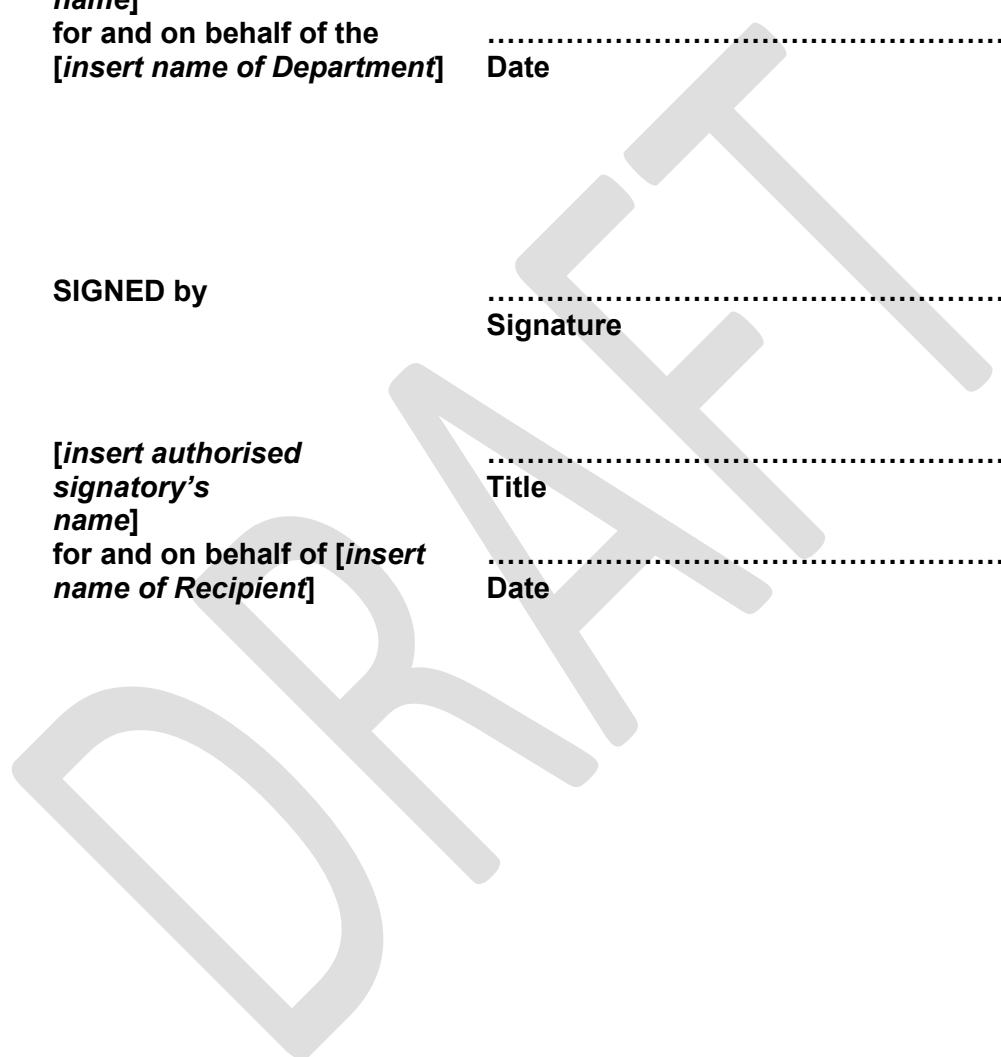 name]
for and on behalf of the ……………………………………………
[insert name of Department] Date
SIGNED by ……………………………………………
Signature
[insert authorised ……………………………………………
signatory’s Title
name]
for and on behalf of [insert ……………………………………………
name of Recipient] Date
DRAFT